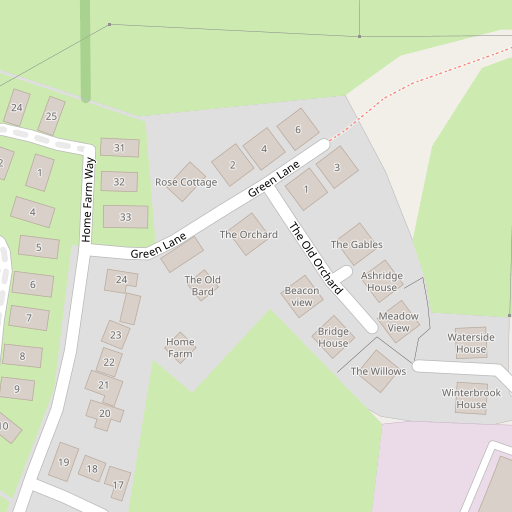 24
25
31
2
1
32
4
33
5
6
7
8
9
10
Home Farm Way
Rose Cottage
2
4
6
Green Lane
1
3
Green Lane
The Orchard
The Old Orchard
The Gables
Ashridge
House
Meadow
View
Beacon
view
Bridge
House
The Willows
The Old
Bard
Home
Farm
24
23
22
21
20
19
18
17
Waterside
House
Winterbrook
House